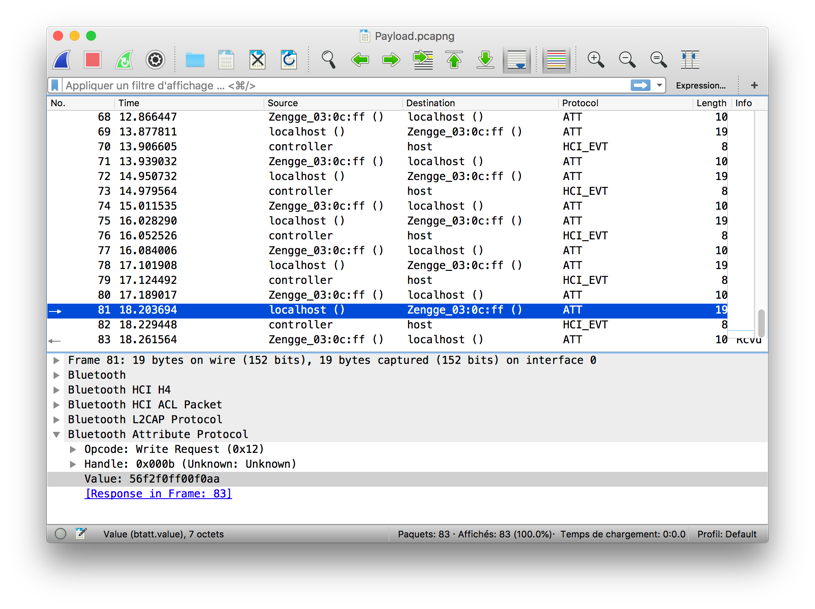 Payload.pcapng
Appliquer un filtre d'affichage ... <⌘/>
Expression...
+
No. Time Source Destination Protocol Length Info
68 12.866447 Zengge_03:0c:ff () localhost () ATT 10
69 13.877811 localhost () Zengge_03:0c:ff () ATT 19
70 13.906605 controller host HCI_EVT 8
71 13.939032 Zengge_03:0c:ff () localhost () ATT 10
72 14.950732 localhost () Zengge_03:0c:ff () ATT 19
73 14.979564 controller host HCI_EVT 8
74 15.011535 Zengge_03:0c:ff () localhost () ATT 10
75 16.028290 localhost () Zengge_03:0c:ff () ATT 19
76 16.052526 controller host HCI_EVT 8
77 16.084006 Zengge_03:0c:ff () localhost () ATT 10
78 17.101908 localhost () Zengge_03:0c:ff () ATT 19
79 17.124492 controller host HCI_EVT 8
80 17.189017 Zengge_03:0c:ff () localhost () ATT 10
81 18.203694 localhost () Zengge_03:0c:ff () ATT 19
82 18.229448 controller host HCI_EVT 8
83 18.261564 Zengge_03:0c:ff () localhost () ATT 10 Rcvd
Frame 81: 19 bytes on wire (152 bits), 19 bytes captured (152 bits) on interface 0
Bluetooth
Bluetooth HCI H4
Bluetooth HCI ACL Packet
Bluetooth L2CAP Protocol
Bluetooth Attribute Protocol
Opcode: Write Request (0x12)
Handle: 0x000b (Unknown: Unknown)
Value: 56f2f0ff00f0aa
[Response in Frame: 83]
Value (btatt.value), 7 octets
Paquets: 83 · Affichés: 83 (100.0%) · Temps de chargement: 0:0.0
Profil: Default